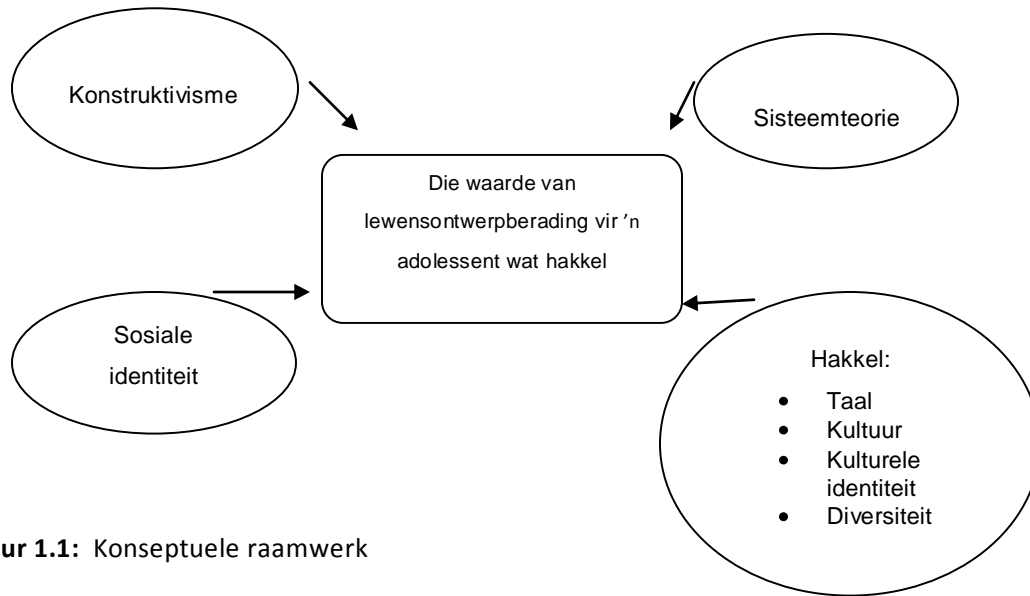 Konstruktivisme
Sisteemteorie
Die waarde van
lewensontwerpberading vir 'n
adolessent wat hakkel
Sosiale
identiteit
Hakkel:
• Taal
• Kultuur
• Kulturele
identiteit
• Diversiteit
ur 1.1: Konseptuele raamwerk